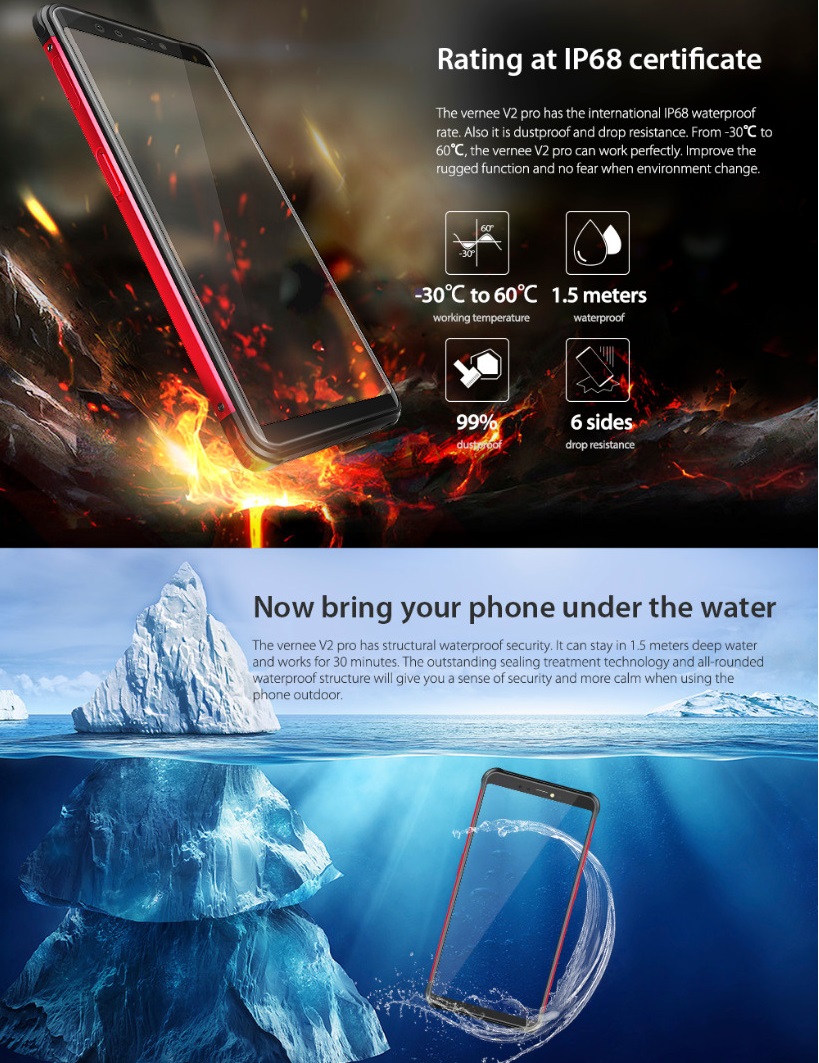 Rating at IP68 certificate
The vernee V2 pro has the international IP68 waterproof
rate. Also it is dustproof and drop resistance. From -30℃ to
60℃, the vernee V2 pro can work perfectly. Improve the
rugged function and no fear when environment change.
60°
-30°
-30℃ to 60℃
working temperature
1.5 meters
waterproof
99%
dustproof
6 sides
drop resistance
Now bring your phone under the water
The vernee V2 pro has structural waterproof security. It can stay in 1.5 meters deep water
and works for 30 minutes. The outstanding sealing treatment technology and all-rounded
waterproof structure will give you a sense of security and more calm when using the
phone outdoor.